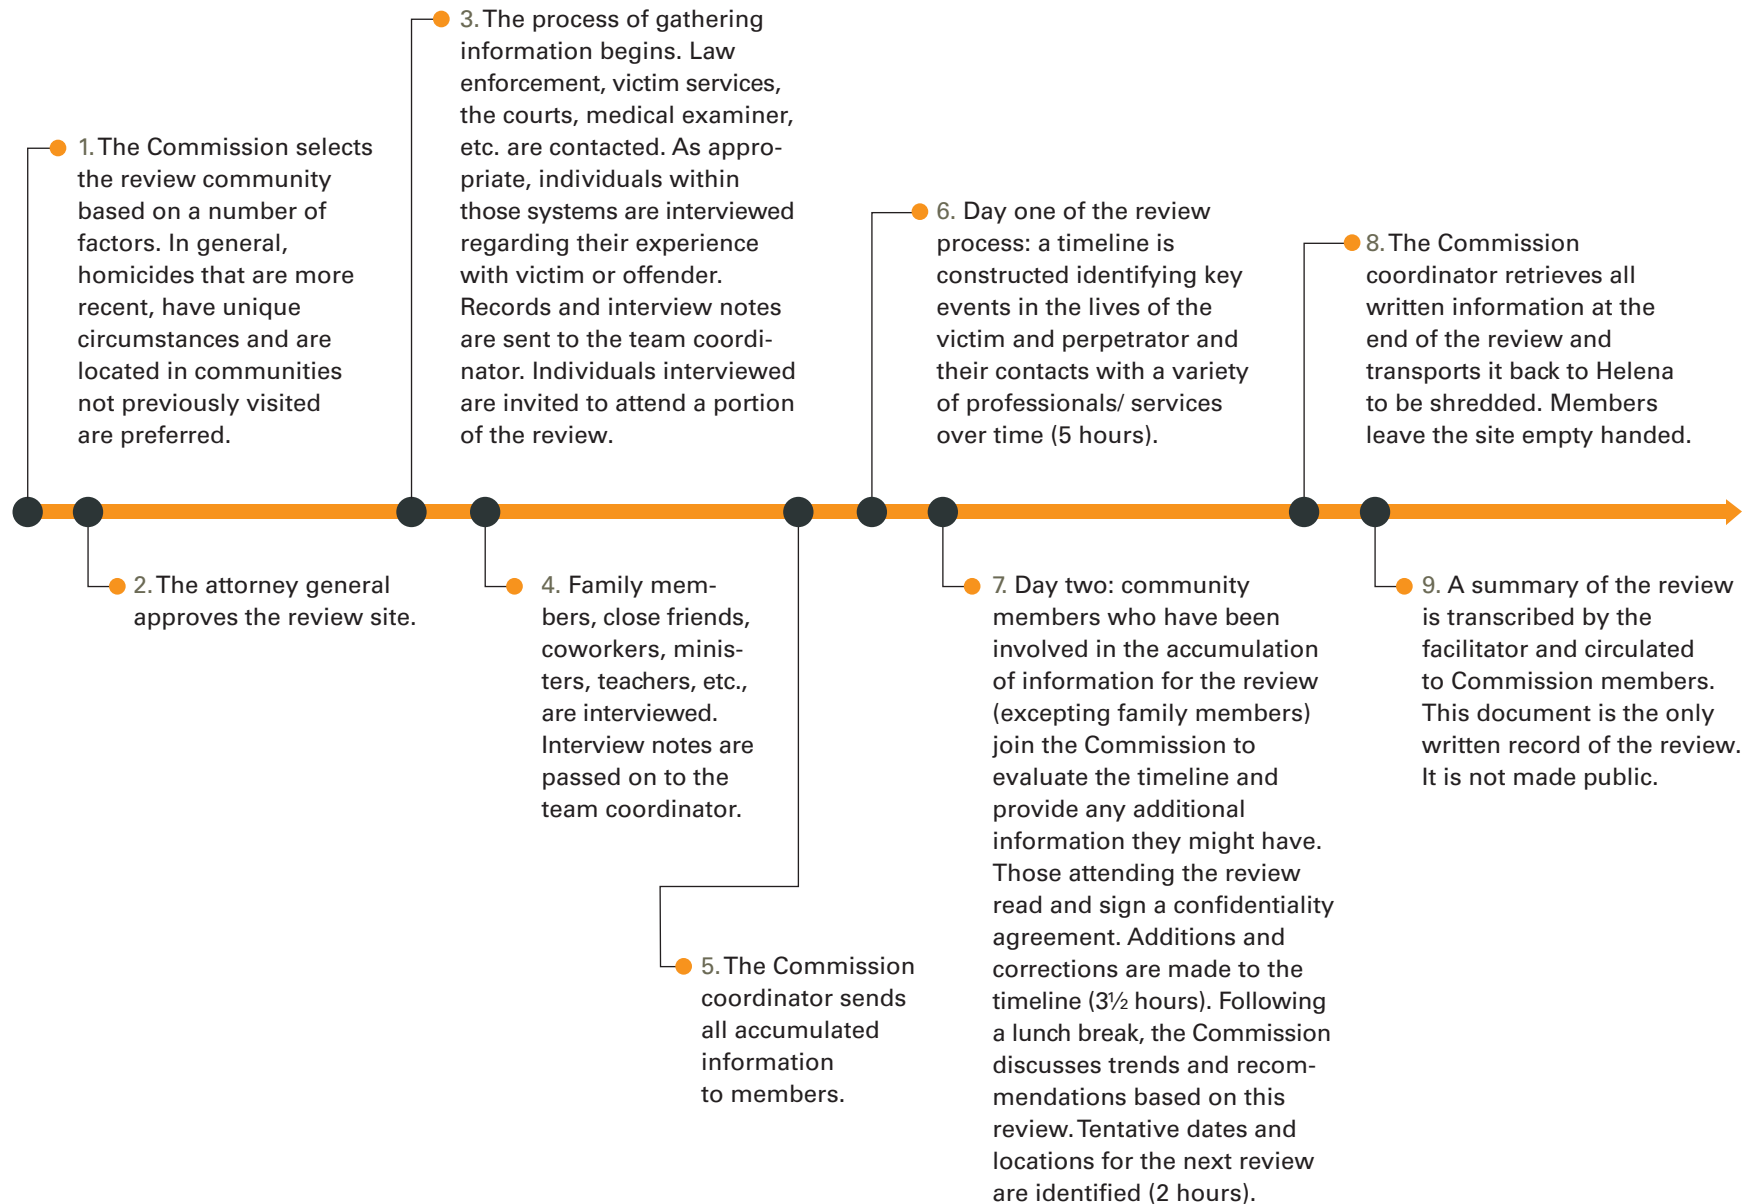 1. The Commission selects
the review community
based on a number of
factors. In general,
homicides that are more
recent, have unique
circumstances and are
located in communities
not previously visited
are preferred.
2. The attorney general
approves the review site.
3. The process of gathering
information begins. Law
enforcement, victim services,
the courts, medical examiner,
etc. are contacted. As appro-
priate, individuals within
those systems are interviewed
regarding their experience
with victim or offender.
Records and interview notes
are sent to the team coordi-
nator. Individuals interviewed
are invited to attend a portion
of the review.
4. Family mem-
bers, close friends,
coworkers, minis-
ters, teachers, etc.,
are interviewed.
Interview notes are
passed on to the
team coordinator.
5. The Commission
coordinator sends
all accumulated
information
to members.
6. Day one of the review
process: a timeline is
constructed identifying key
events in the lives of the
victim and perpetrator and
their contacts with a variety
of professionals/ services
over time (5 hours).
7. Day two: community
members who have been
involved in the accumulation
of information for the review
(excepting family members)
join the Commission to
evaluate the timeline and
provide any additional
information they might have.
Those attending the review
read and sign a confidentiality
agreement. Additions and
corrections are made to the
timeline (3½ hours). Following
a lunch break, the Commission
discusses trends and recom-
mendations based on this
review. Tentative dates and
locations for the next review
are identified (2 hours).
8. The Commission
coordinator retrieves all
written information at the
end of the review and
transports it back to Helena
to be shredded. Members
leave the site empty handed.
9. A summary of the review
is transcribed by the
facilitator and circulated
to Commission members.
This document is the only
written record of the review.
It is not made public.